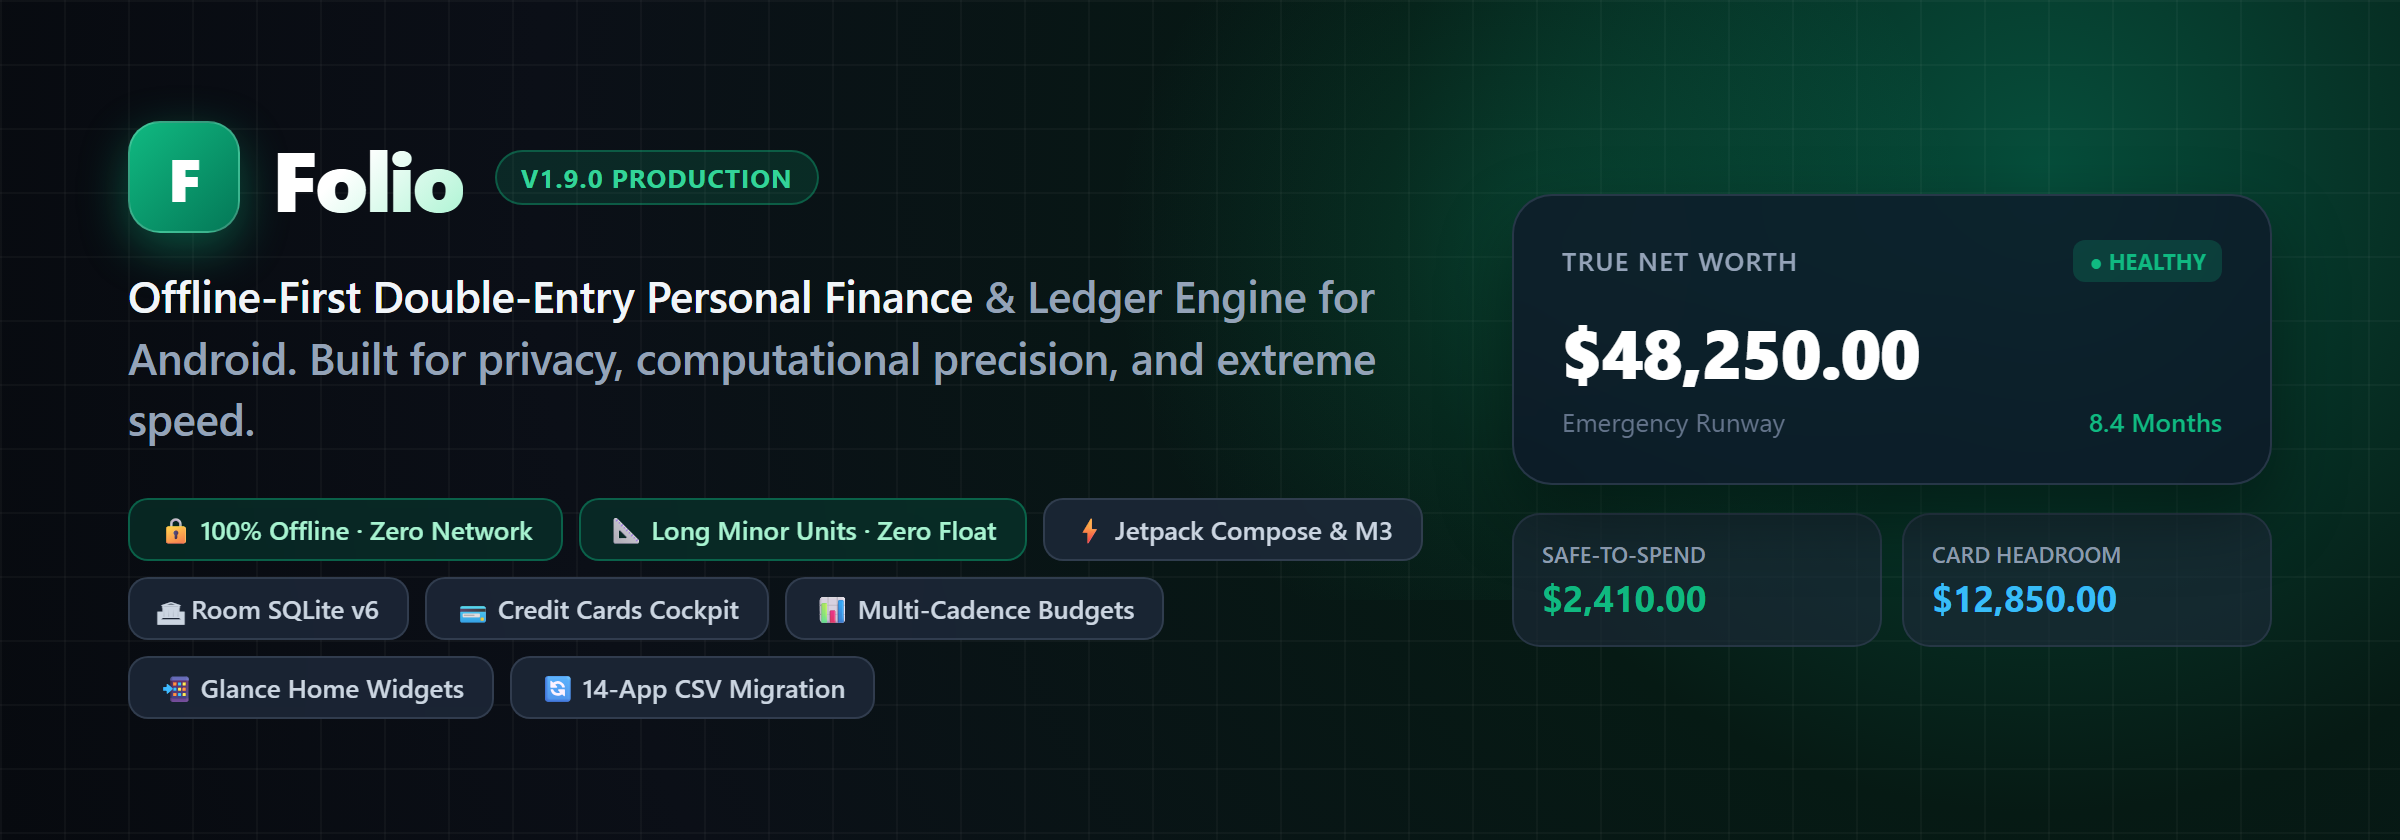 F
Folio
V1.9.0 PRODUCTION
Offline-First Double-Entry Personal Finance & Ledger Engine for
Android. Built for privacy, computational precision, and extreme
speed.
100% Offline · Zero Network
Long Minor Units · Zero Float
Jetpack Compose & M3
Room SQLite v6
Credit Cards Cockpit
Multi-Cadence Budgets
Glance Home Widgets
14-App CSV Migration
TRUE NET WORTH
● HEALTHY
$48,250.00
Emergency Runway
8.4 Months
SAFE-TO-SPEND
$2,410.00
CARD HEADROOM
$12,850.00